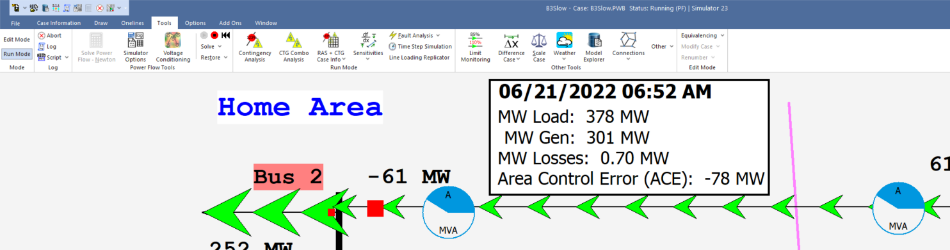 B3Slow - Case: B3Slow.PWB Status: Running (PF) | Simulator 23
File Case Information Draw Onelines Tools Options Add Ons Window
Edit Mode
Run Mode
Mode
Abort
Log
Script
Log
Solve Power Flow - Newton
Simulator Options
Voltage Conditioning
Solve
Restore
Power Flow Tools
Contingency Analysis
CTG Combo Analysis
RAS + CTG Case Info
Sensitivities
Fault Analysis
Time Step Simulation
Line Loading Replicator
Run Mode
Limit Monitoring
Difference Case
Scale Case
Weather
Model Explorer
Connections
Other
Other Tools
Equivalencing
Modify Case
Renumber
Edit Mode
Home Area
06/21/2022 06:52 AM
MW Load: 378 MW
MW Gen: 301 MW
MW Losses: 0.70 MW
Area Control Error (ACE): -78 MW
Bus 2
-61 MW
61
A
MVA
A
MVA
252 MW